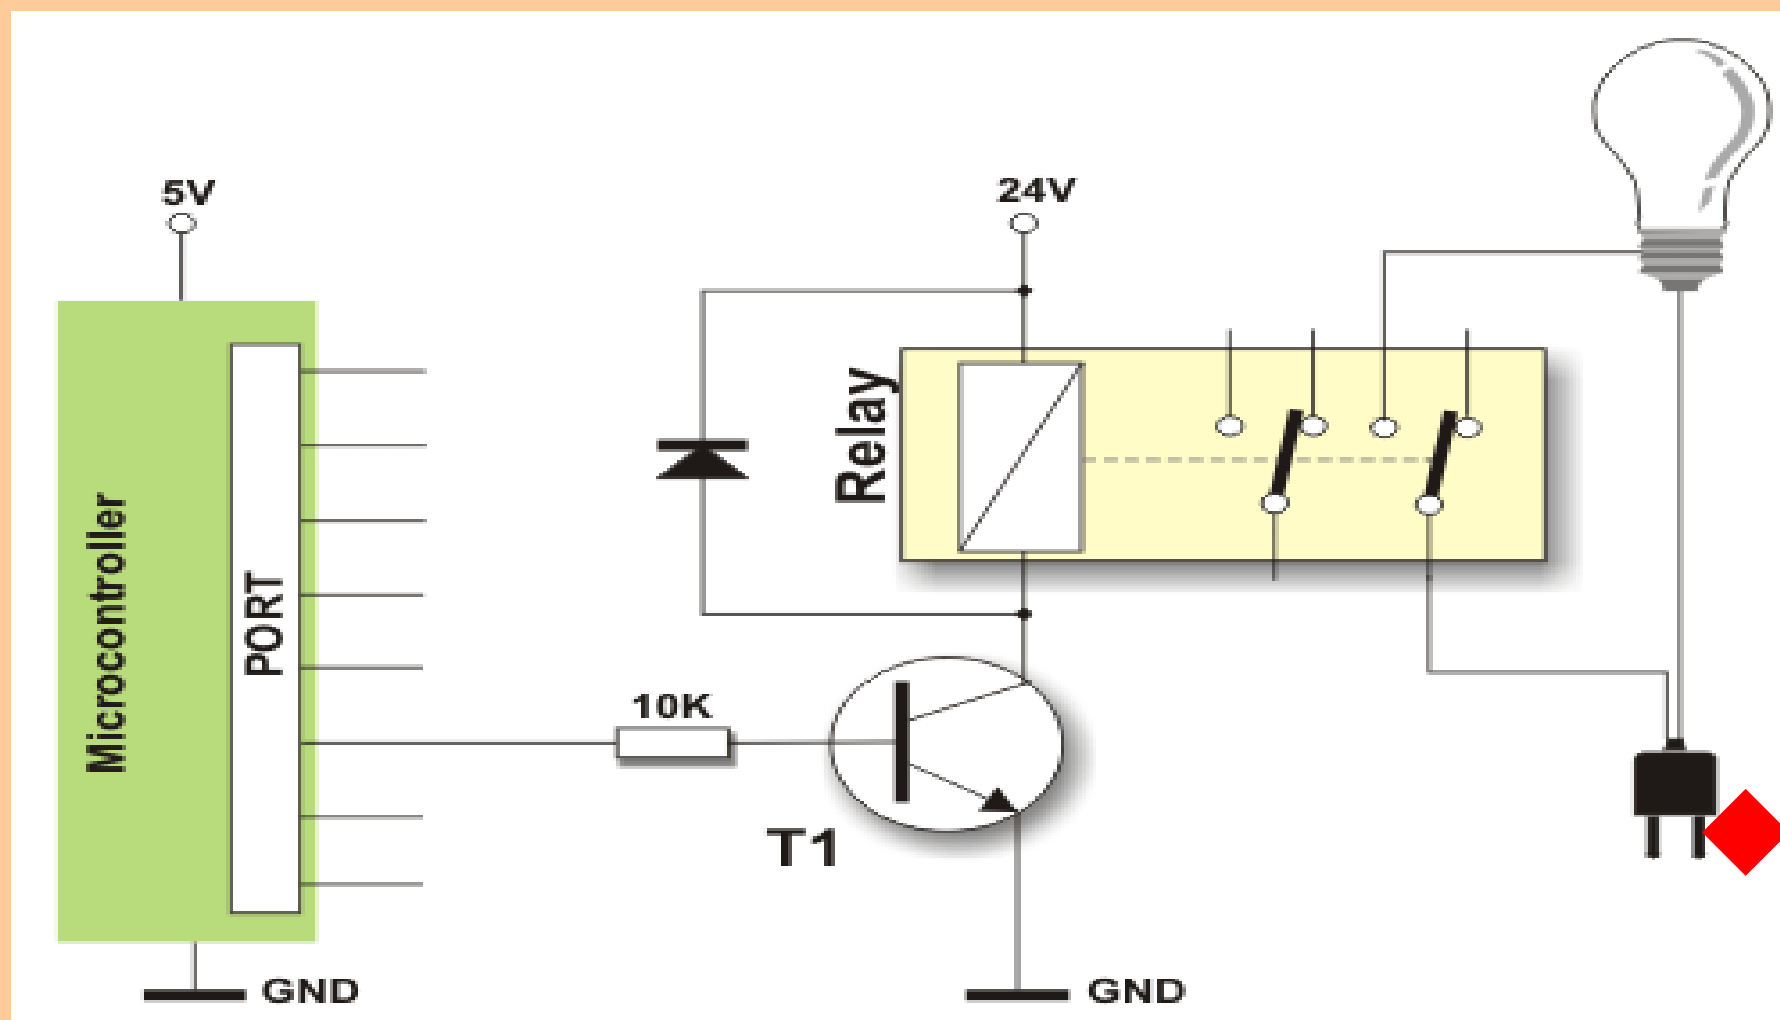 5V
24V
Microcontroller
PORT
Relay
10K
T1
GND
GND